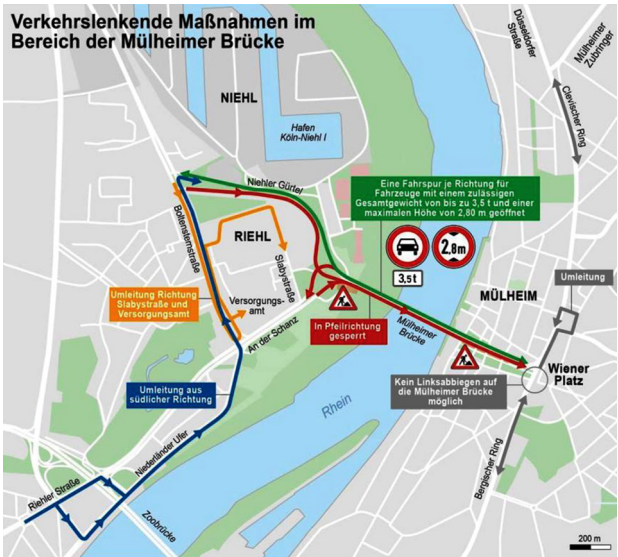 Verkehrslenkende Maßnahmen im
Bereich der Mülheimer Brücke
Düsseldorfer
Straße
Mülheimer
Zubringer
Clevischer Ring
NIEHL
Hafen
Köln-Niehl I
Niehler Gürtel
Eine Fahrspur je Richtung für
Fahrzeuge mit einem zulässigen
Gesamtgewicht von bis zu 3,5 t und einer
maximalen Höhe von 2,80 m geöffnet
2,8m
3,5t
Boltensternstraße
RIEHL
Slabystraße
Umleitung Richtung
Slabystraße und
Versorgungsamt
Versorgungs-
amt
An der Schanz
In Pfeilrichtung
gesperrt
Mülheimer
Brücke
MÜLHEIM
Umleitung
Wiener
Platz
Kein Linksabbiegen auf
die Mülheimer Brücke
möglich
Umleitung aus
südlicher Richtung
Rhein
Niederländer Ufer
Riehler Straße
Zoobrücke
Bergischer Ring
200 m